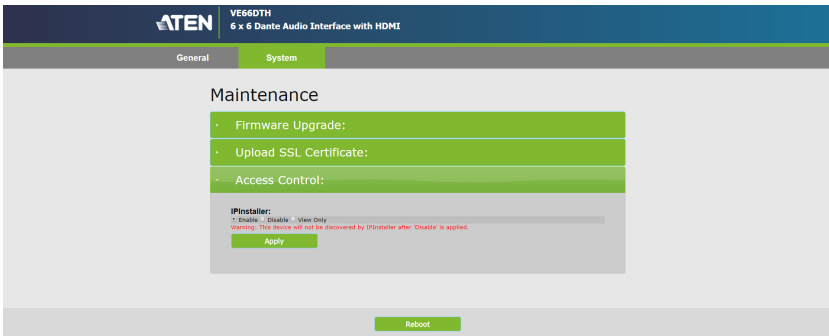 ATEN
VE66DTH
6 x 6 Dante Audio Interface with HDMI
General System
Maintenance
Firmware Upgrade:
Upload SSL Certificate:
Access Control:
IPInstaller:
Enable Disable View Only
Warning: This device will not be discovered by IPInstaller after 'Disable' is applied.
Apply
Reboot